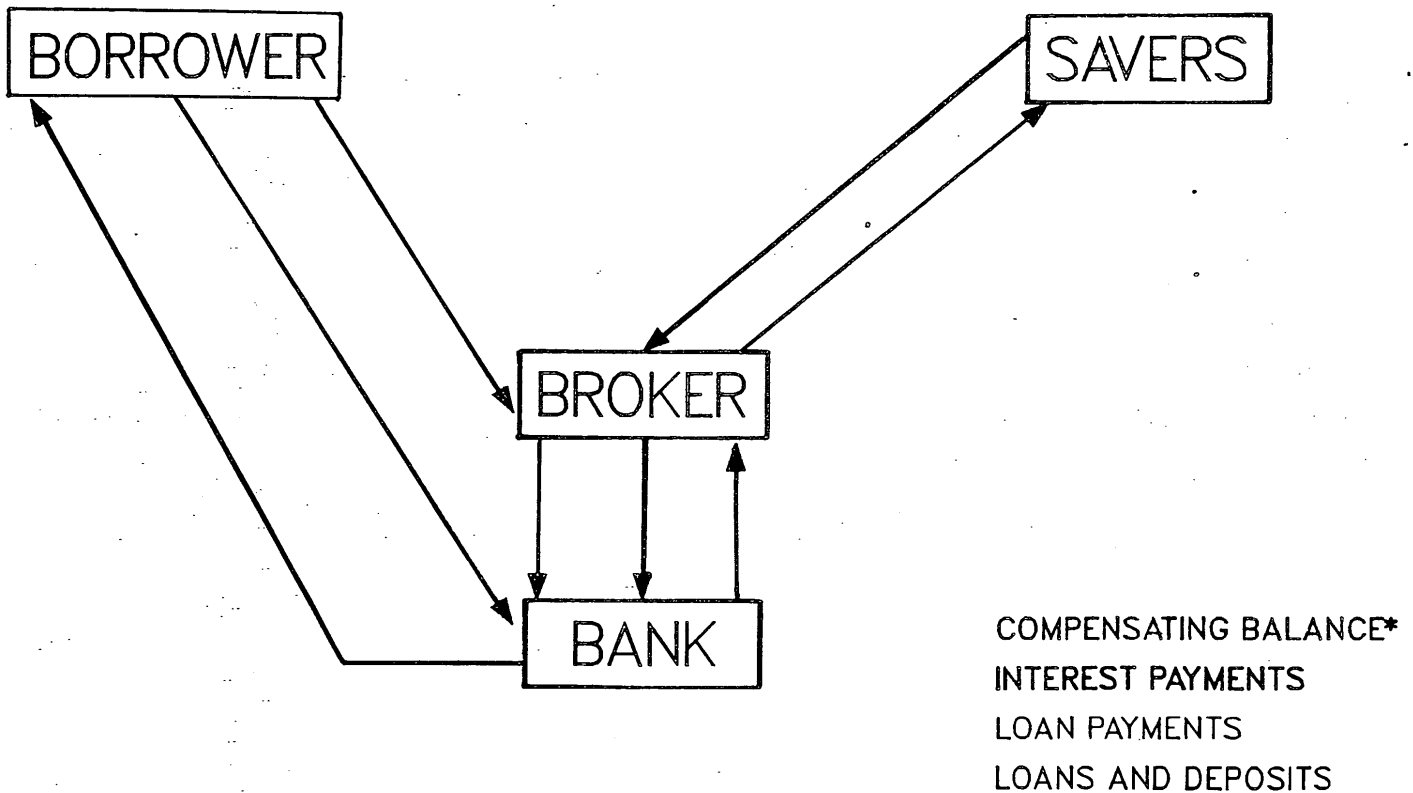 BORROWER
SAVERS
BROKER
BANK
COMPENSATING BALANCE*
INTEREST PAYMENTS
LOAN PAYMENTS
LOANS AND DEPOSITS